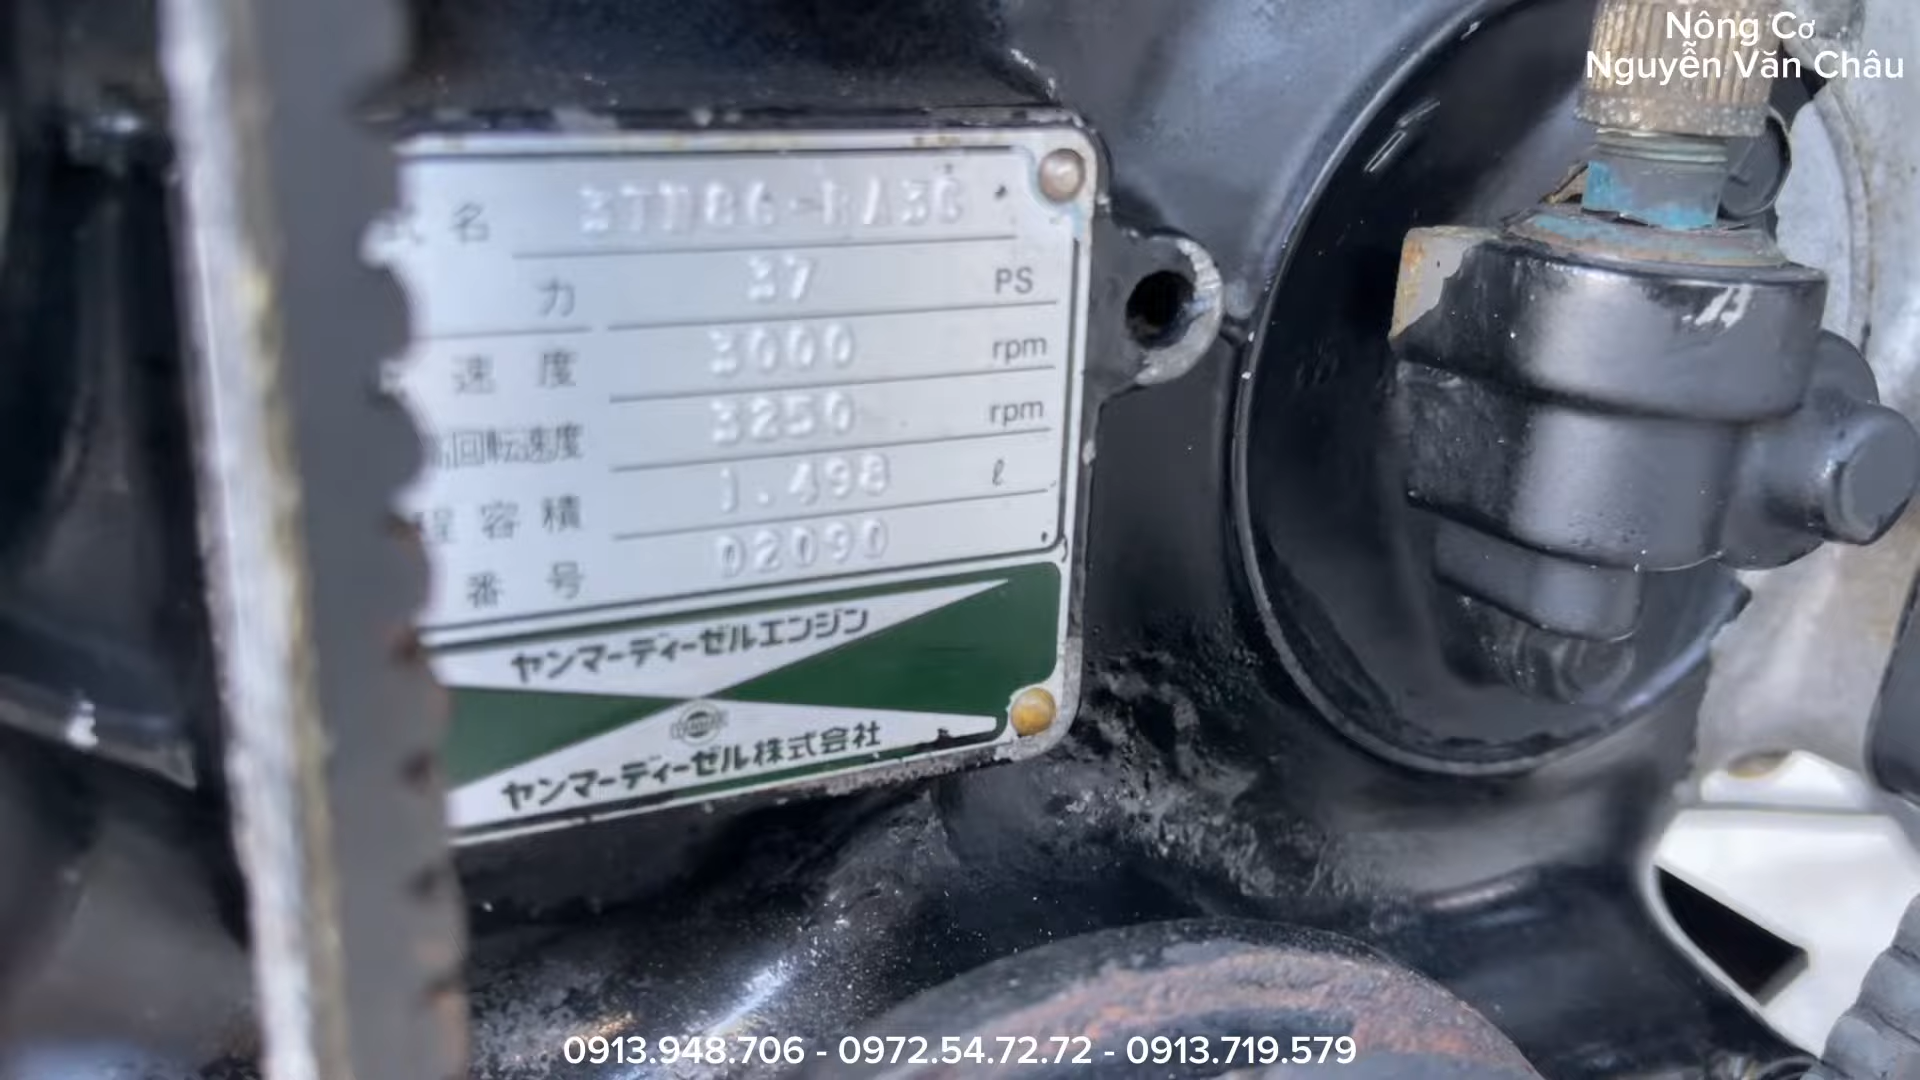 Nông Cơ
Nguyễn Văn Châu
名
力 37 PS
速度 3000 rpm
回転速度 3250 rpm
容積 1.498 ℓ
番号 02090
ヤンマーディーゼルエンジン
ヤンマーディーゼル株式会社
0913.948.706 - 0972.54.72.72 - 0913.719.579